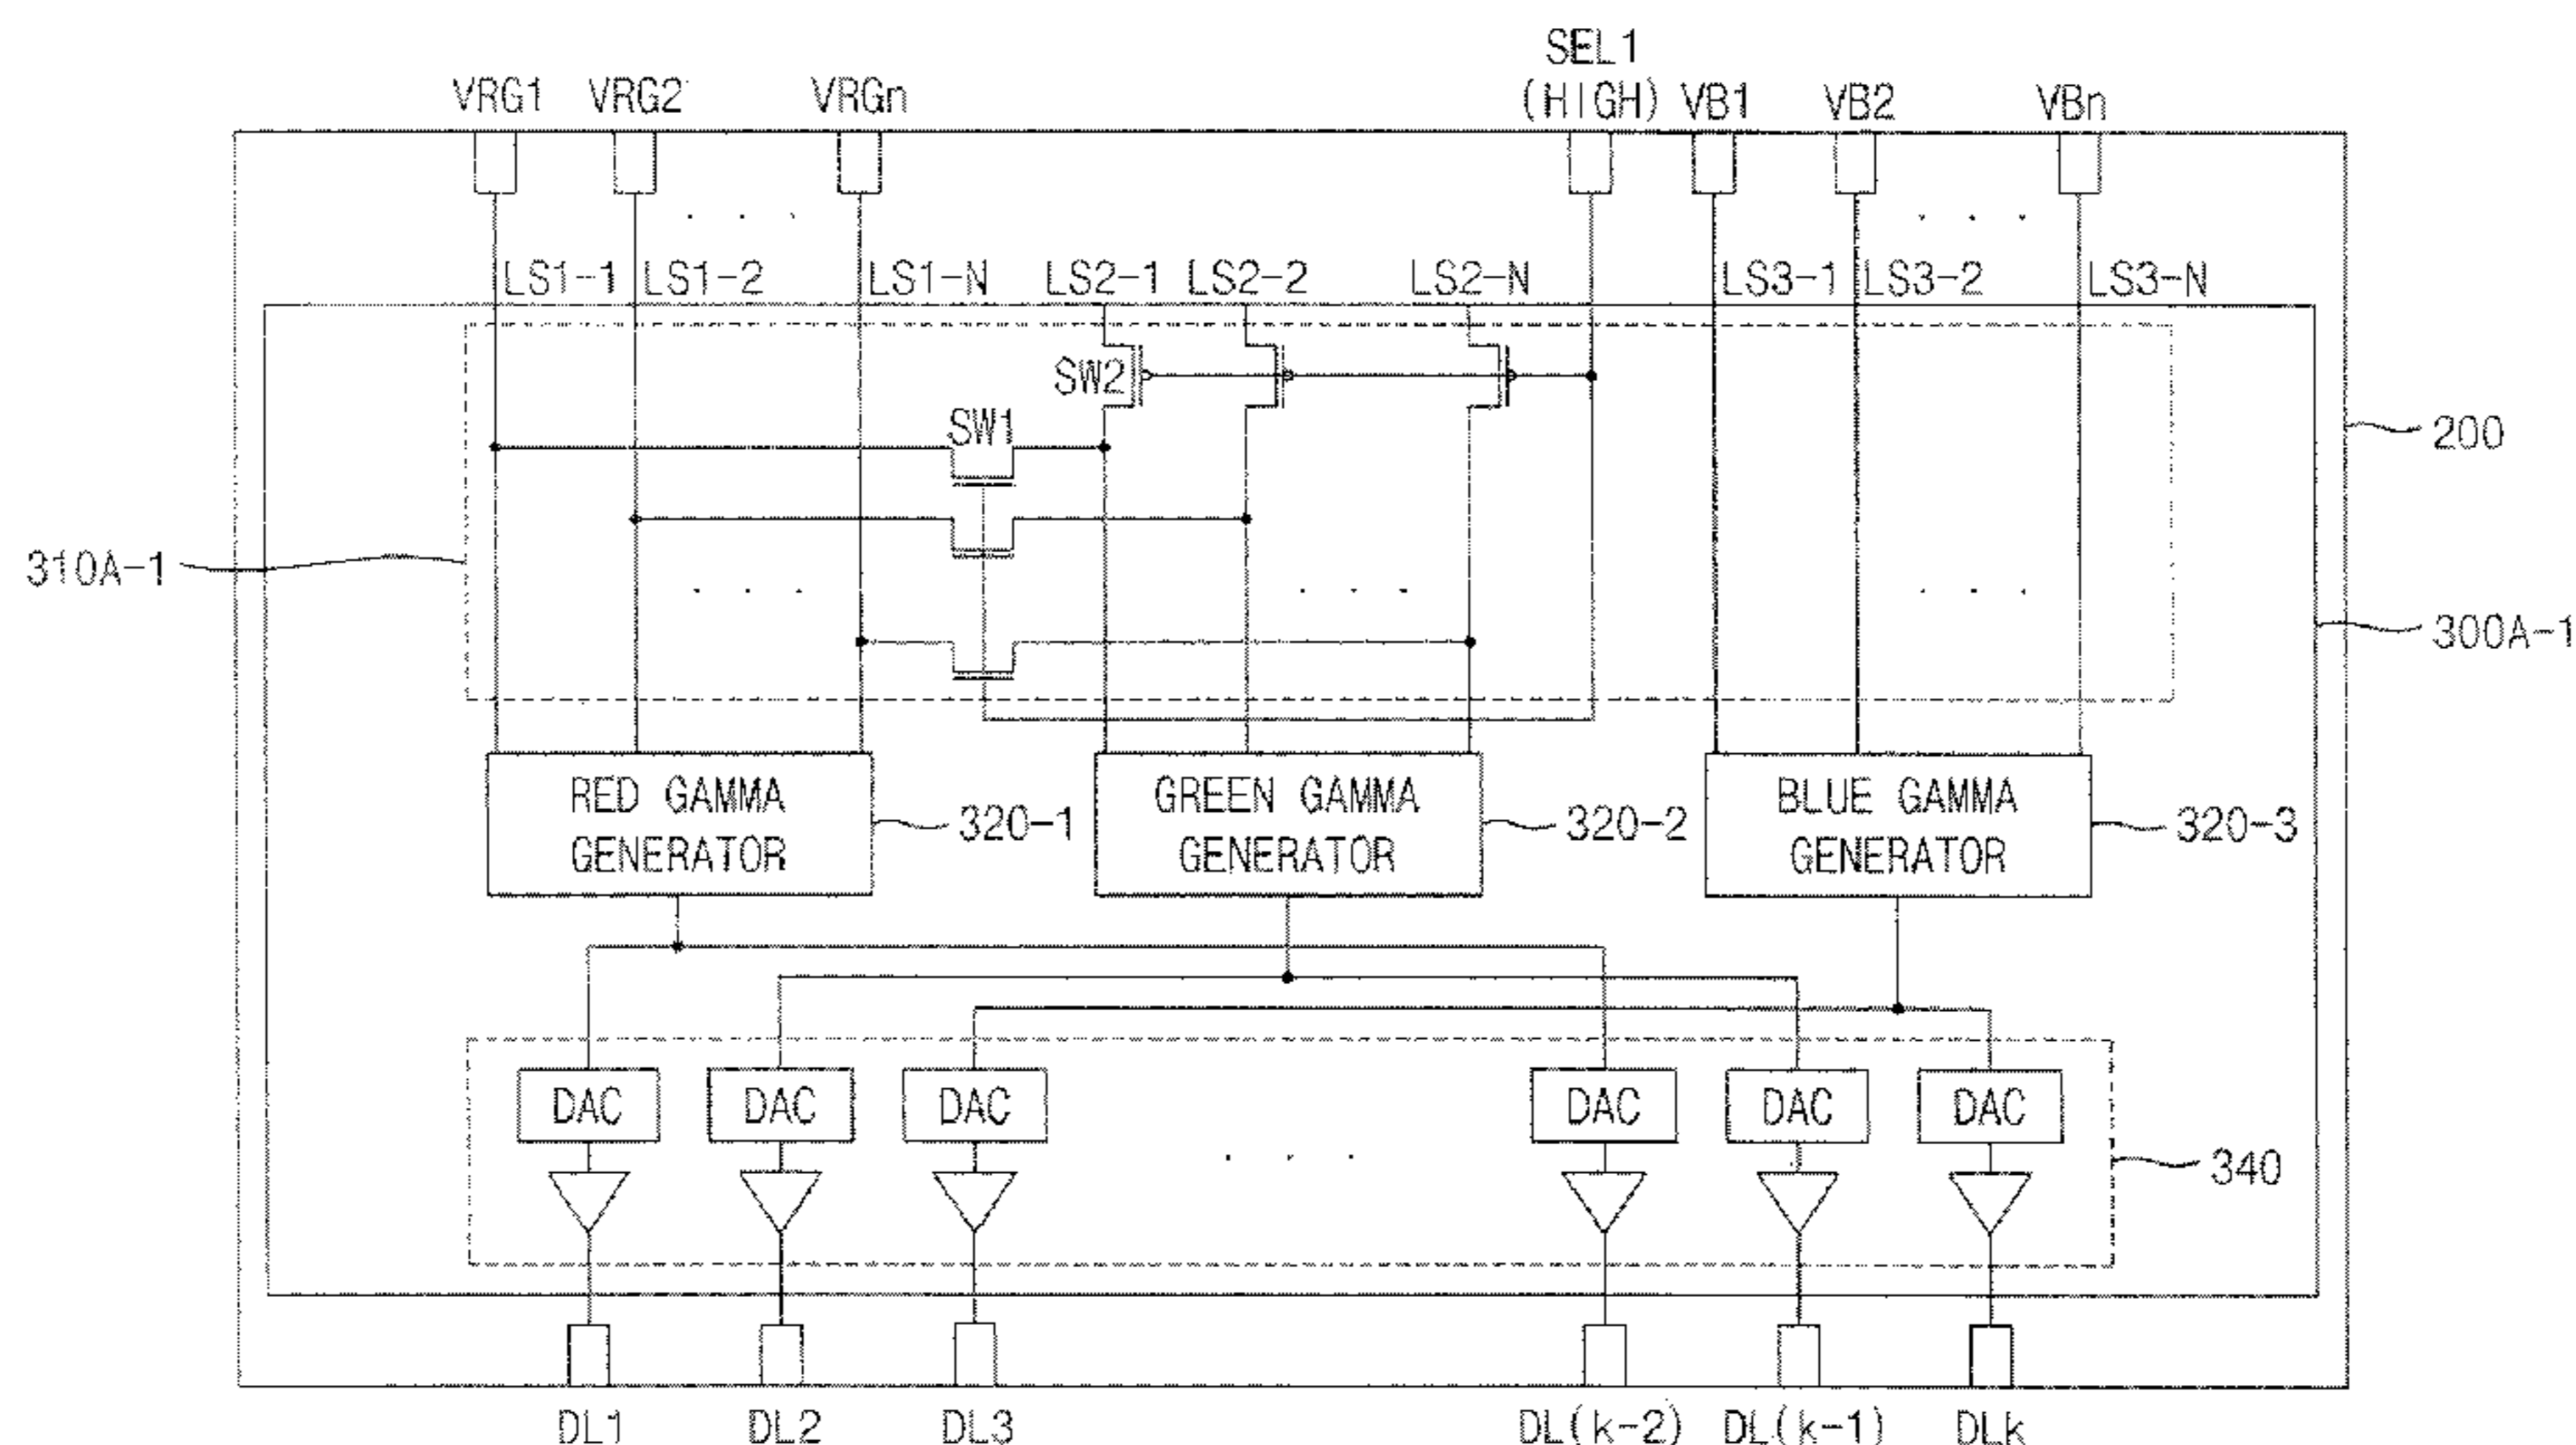 SEL1
(HIGH)
VRG1 VRG2 VRGn VB1 VB2 VBn
LS1-1 LS1-2 LS1-N LS2-1 LS2-2 LS2-N LS3-1 LS3-2 LS3-N
SW2
SW1
200
310A-1
300A-1
RED GAMMA
GENERATOR
320-1
GREEN GAMMA
GENERATOR
320-2
BLUE GAMMA
GENERATOR
320-3
DAC DAC DAC DAC DAC DAC
340
DL1 DL2 DL3 DL(k-2) DL(k-1) DLk